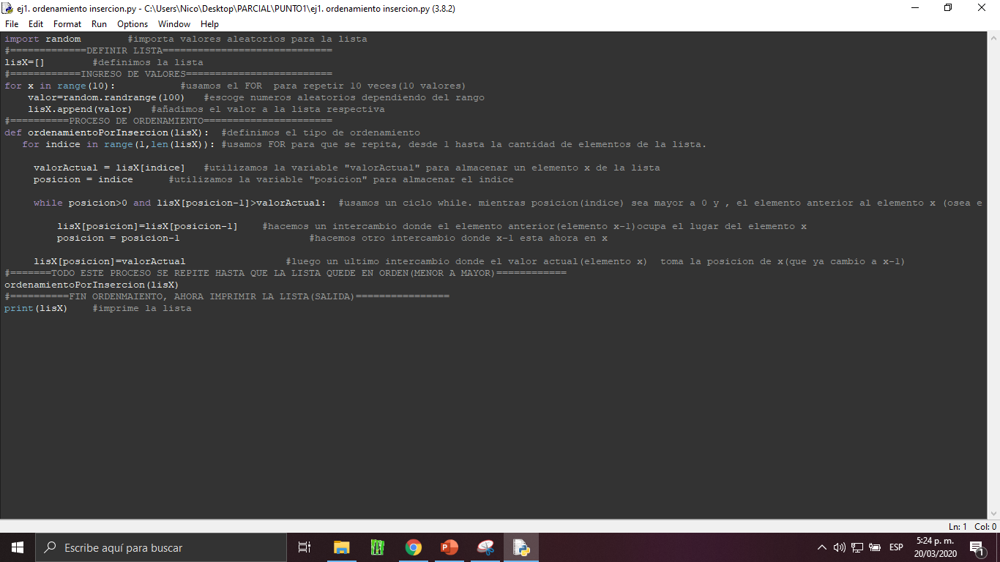 ej1. ordenamiento insercion.py - C:\Users\Nico\Desktop\PARCIAL\PUNTO1\ej1. ordenamiento insercion.py (3.8.2)
File Edit Format Run Options Window Help
import random        #importa valores aleatorios para la lista
#=============DEFINIR LISTA=============================
lisX=[]        #definimos la lista
#============INGRESO DE VALORES=========================
for x in range(10):           #usamos el FOR  para repetir 10 veces(10 valores)
    valor=random.randrange(100)   #escoge numeros aleatorios dependiendo del rango
    lisX.append(valor)   #añadimos el valor a la lista respectiva
#==========PROCESO DE ORDENAMIENTO======================
def ordenamientoPorInsercion(lisX):  #definimos el tipo de ordenamiento
   for indice in range(1,len(lisX)): #usamos FOR para que se repita, desde 1 hasta la cantidad de elementos de la lista.
     valorActual = lisX[indice]   #utilizamos la variable "valorActual" para almacenar un elemento x de la lista
     posicion = indice      #utilizamos la variable "posicion" para almacenar el indice
     while posicion>0 and lisX[posicion-1]>valorActual:  #usamos un ciclo while. mientras posicion(indice) sea mayor a 0 y , el elemento anterior al elemento x (osea e
         lisX[posicion]=lisX[posicion-1]    #hacemos un intercambio donde el elemento anterior(elemento x-1)ocupa el lugar del elemento x
         posicion = posicion-1                      #hacemos otro intercambio donde x-1 esta ahora en x
     lisX[posicion]=valorActual                 #luego un ultimo intercambio donde el valor actual(elemento x)  toma la posicion de x(que ya cambio a x-1)
#=======TODO ESTE PROCESO SE REPITE HASTA QUE LA LISTA QUEDE EN ORDEN(MENOR A MAYOR)============
ordenamientoPorInsercion(lisX)
#==========FIN ORDENMAIENTO, AHORA IMPRIMIR LA LISTA(SALIDA)================
print(lisX)    #imprime la lista
Ln: 1 Col: 0
Escribe aquí para buscar
ESP
5:24 p. m.
20/03/2020
1